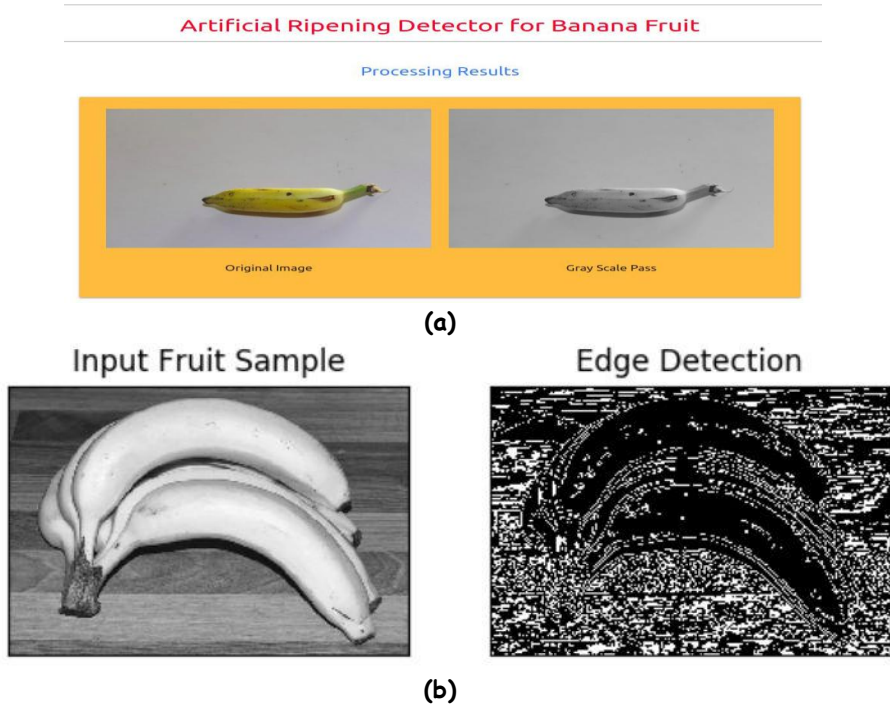 Artificial Ripening Detector for Banana Fruit
Processing Results
Original Image
Gray Scale Pass
(a)
Input Fruit Sample
Edge Detection
(b)